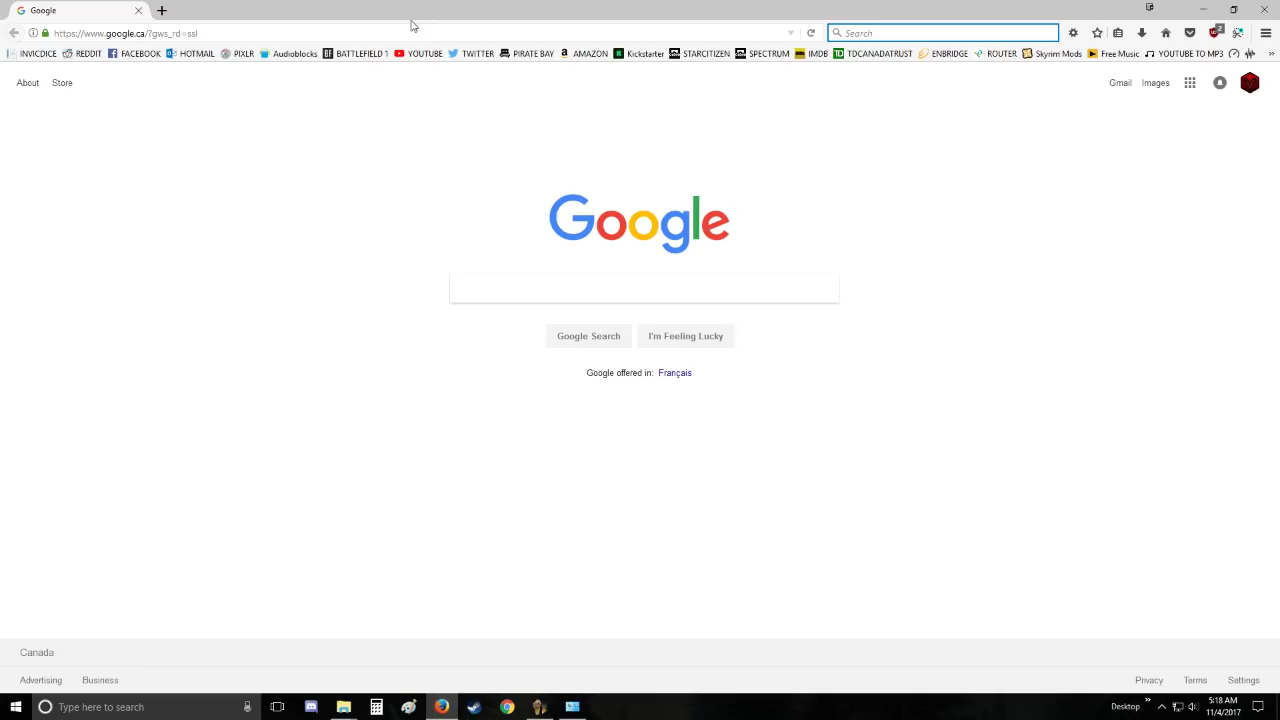 Google
https://www.google.ca/?gws_rd=ssl
Search
2
INVICDICE REDDIT FACEBOOK HOTMAIL PIXLR Audioblocks BATTLEFIELD 1 YOUTUBE TWITTER PIRATE BAY AMAZON Kickstarter STARCITIZEN SPECTRUM IMDB TDCANADATRUST ENBRIDGE ROUTER Skyrim Mods Free Music YOUTUBE TO MP3
About Store
Gmail Images
Google
Google Search I'm Feeling Lucky
Google offered in: Français
Canada
Advertising Business
Privacy Terms Settings
Type here to search
Desktop
5:18 AM
11/4/2017